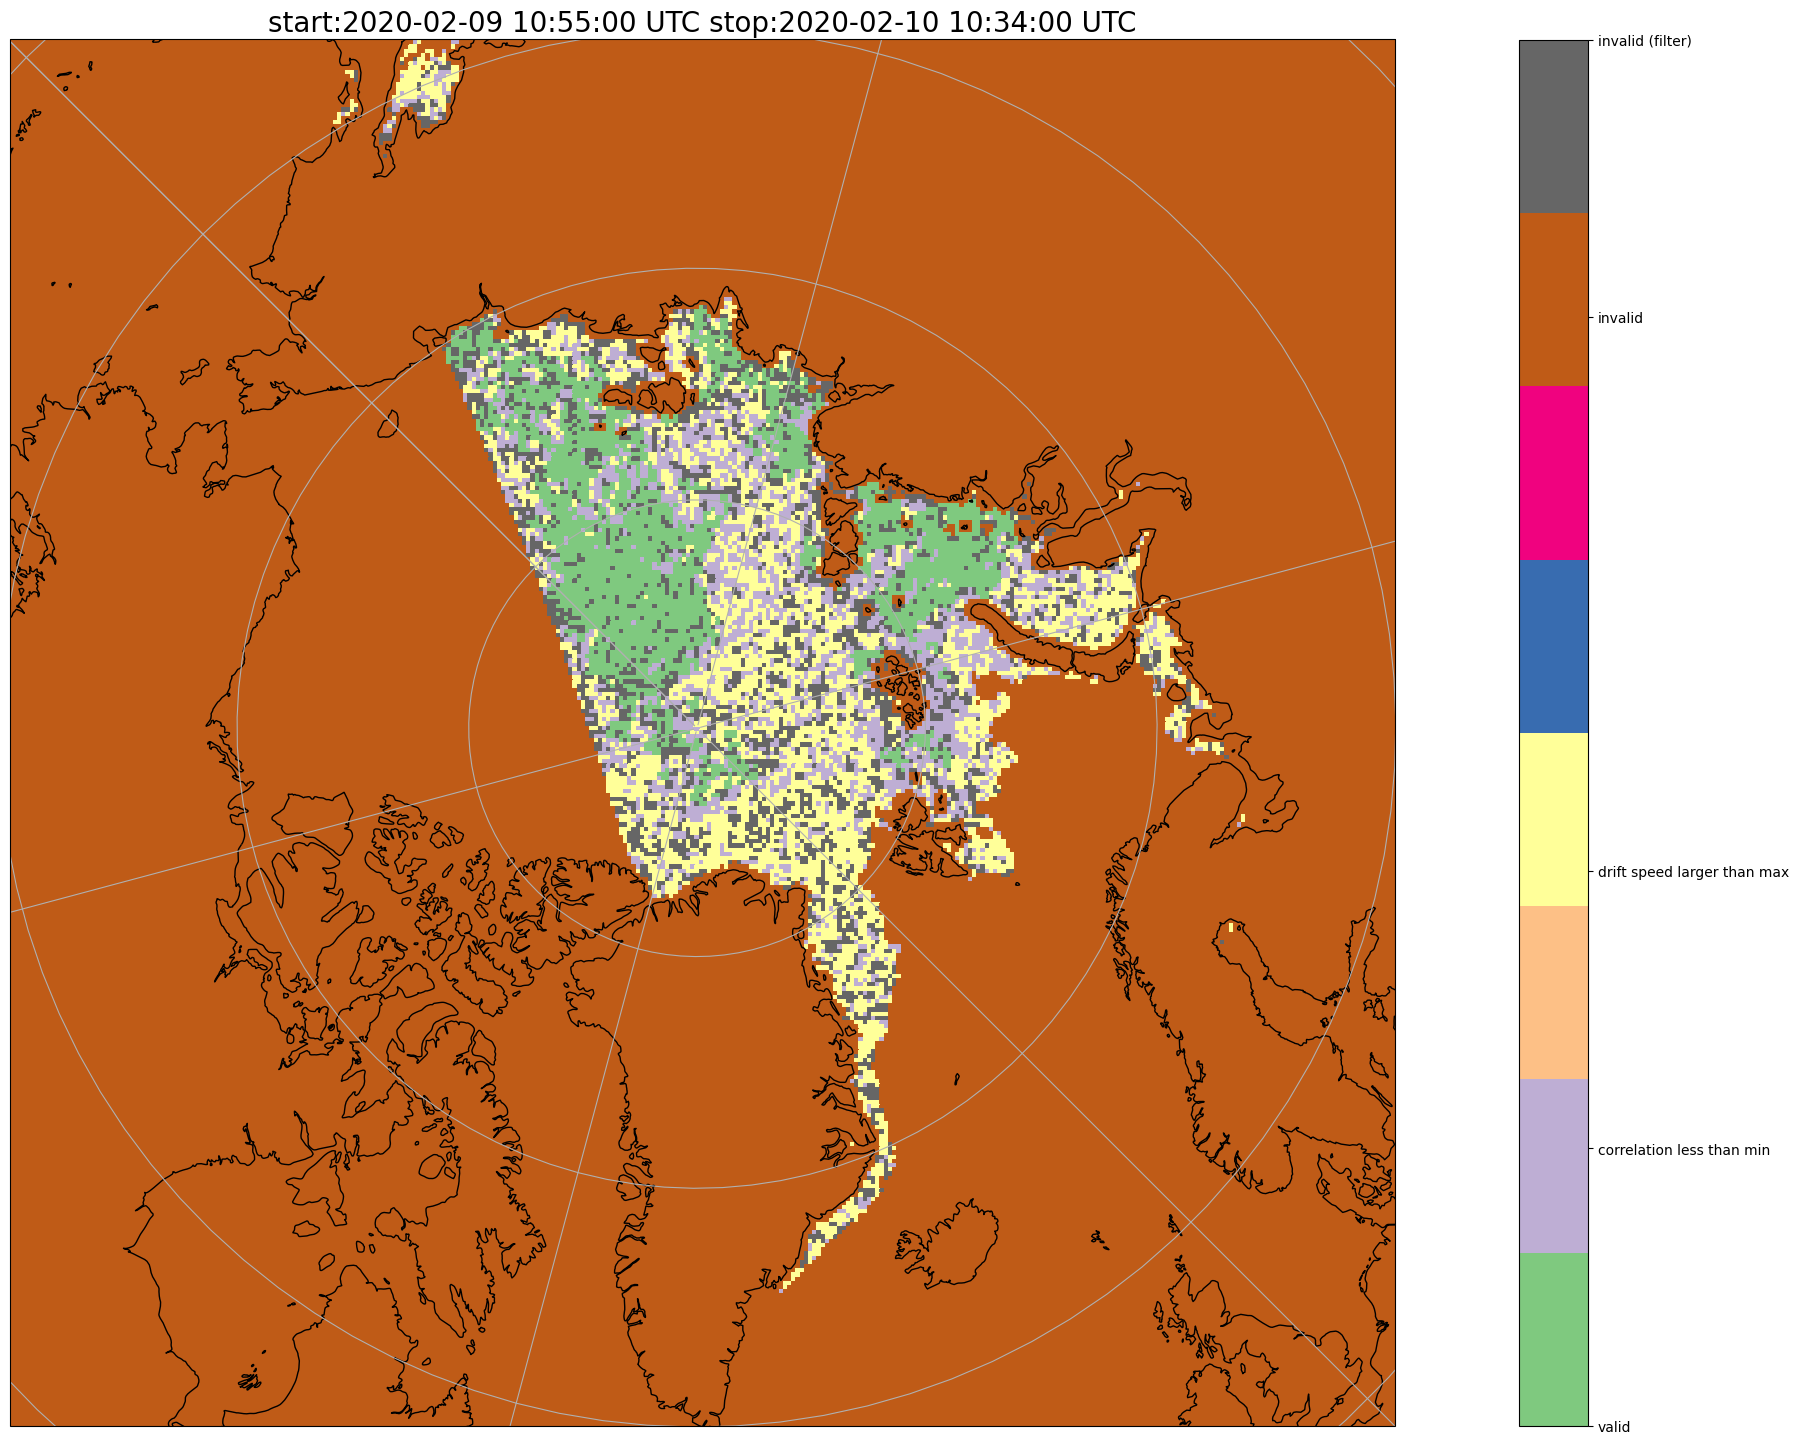 start:2020-02-09 10:55:00 UTC stop:2020-02-10 10:34:00 UTC
invalid (filter)
invalid
drift speed larger than max
correlation less than min
valid